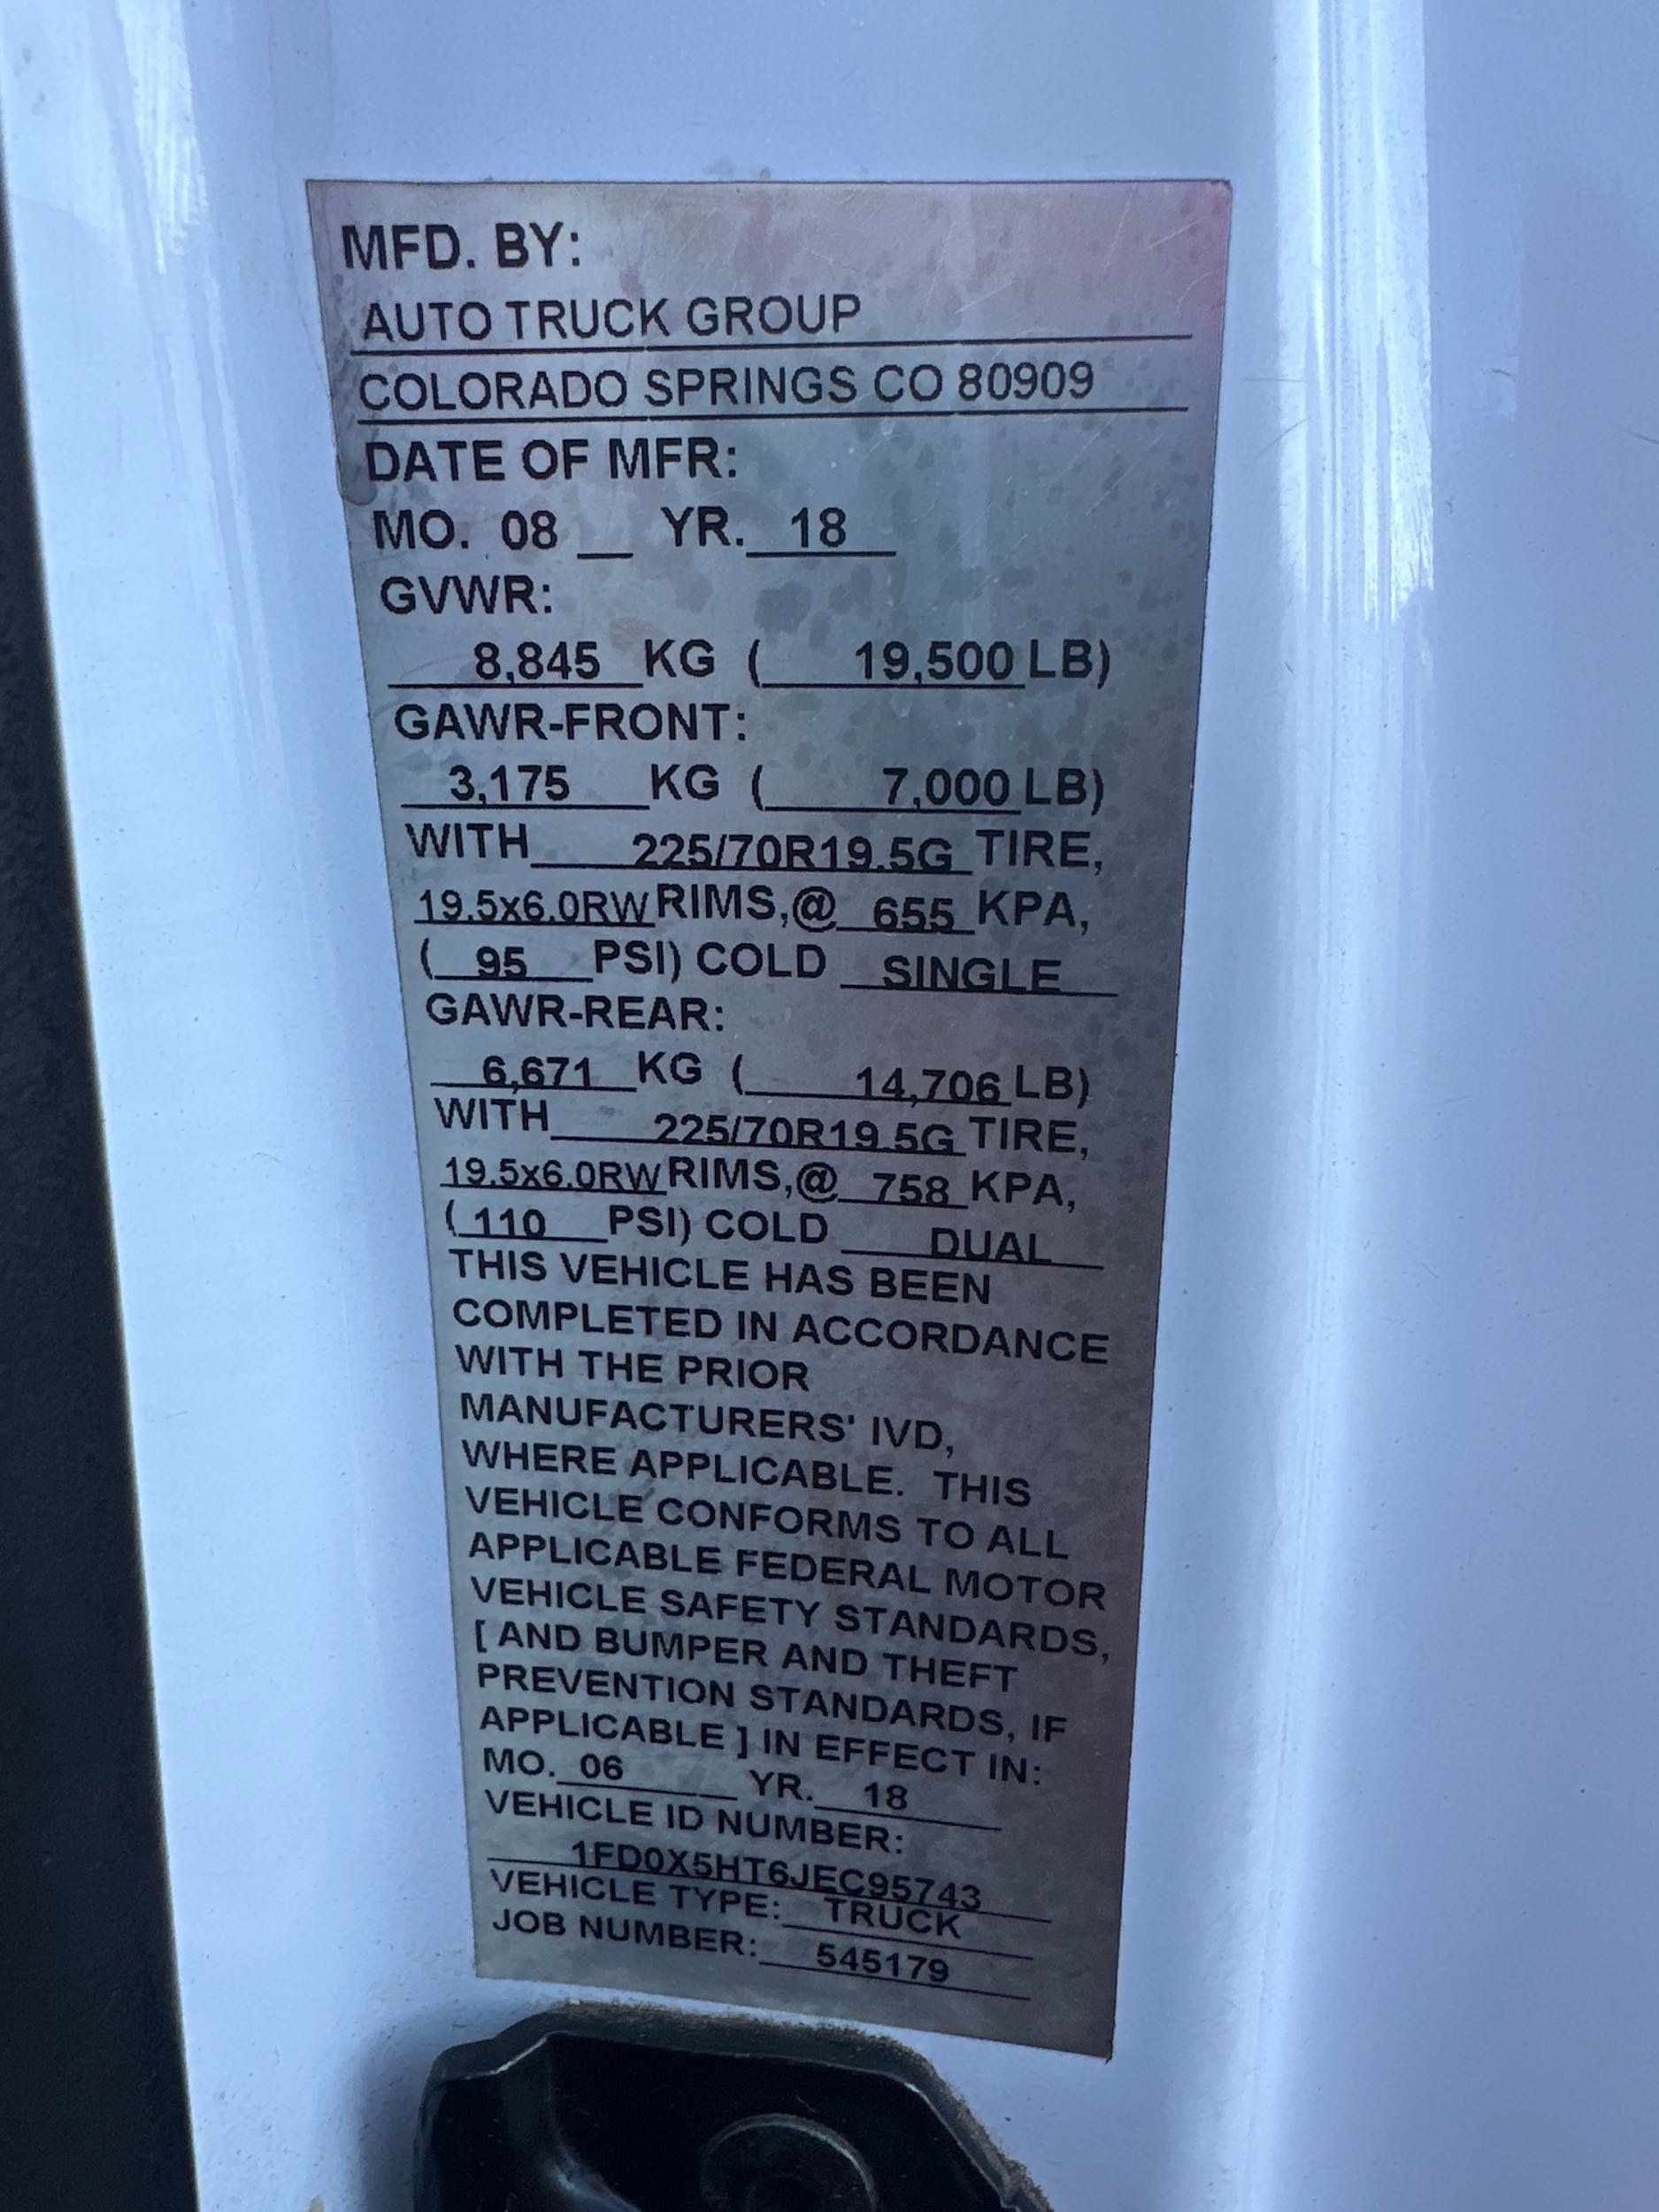 MFD. BY:
AUTO TRUCK GROUP
COLORADO SPRINGS CO 80909
DATE OF MFR:
MO. 08 __ YR. 18
GVWR:
8,845 KG ( 19,500 LB)
GAWR-FRONT:
3,175 KG ( 7,000 LB)
WITH 225/70R19.5G TIRE,
19.5x6.0RW RIMS,@ 655 KPA,
( 95 PSI) COLD SINGLE
GAWR-REAR:
6,671 KG ( 14,706 LB)
WITH 225/70R19.5G TIRE,
19.5x6.0RW RIMS,@ 758 KPA,
( 110 PSI) COLD DUAL
THIS VEHICLE HAS BEEN
COMPLETED IN ACCORDANCE
WITH THE PRIOR
MANUFACTURERS' IVD,
WHERE APPLICABLE. THIS
VEHICLE CONFORMS TO ALL
APPLICABLE FEDERAL MOTOR
VEHICLE SAFETY STANDARDS,
[ AND BUMPER AND THEFT
PREVENTION STANDARDS, IF
APPLICABLE ] IN EFFECT IN:
MO. 06 YR. 18
VEHICLE ID NUMBER:
1FD0X5HT6JEC95743
VEHICLE TYPE: TRUCK
JOB NUMBER: 545179